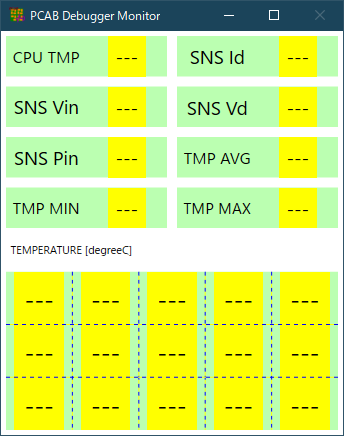 PCAB Debugger Monitor
CPU TMP --- SNS Id ---
SNS Vin --- SNS Vd ---
SNS Pin --- TMP AVG ---
TMP MIN --- TMP MAX ---
TEMPERATURE [degreeC]
--- --- --- --- ---
--- --- --- --- ---
--- --- --- --- ---